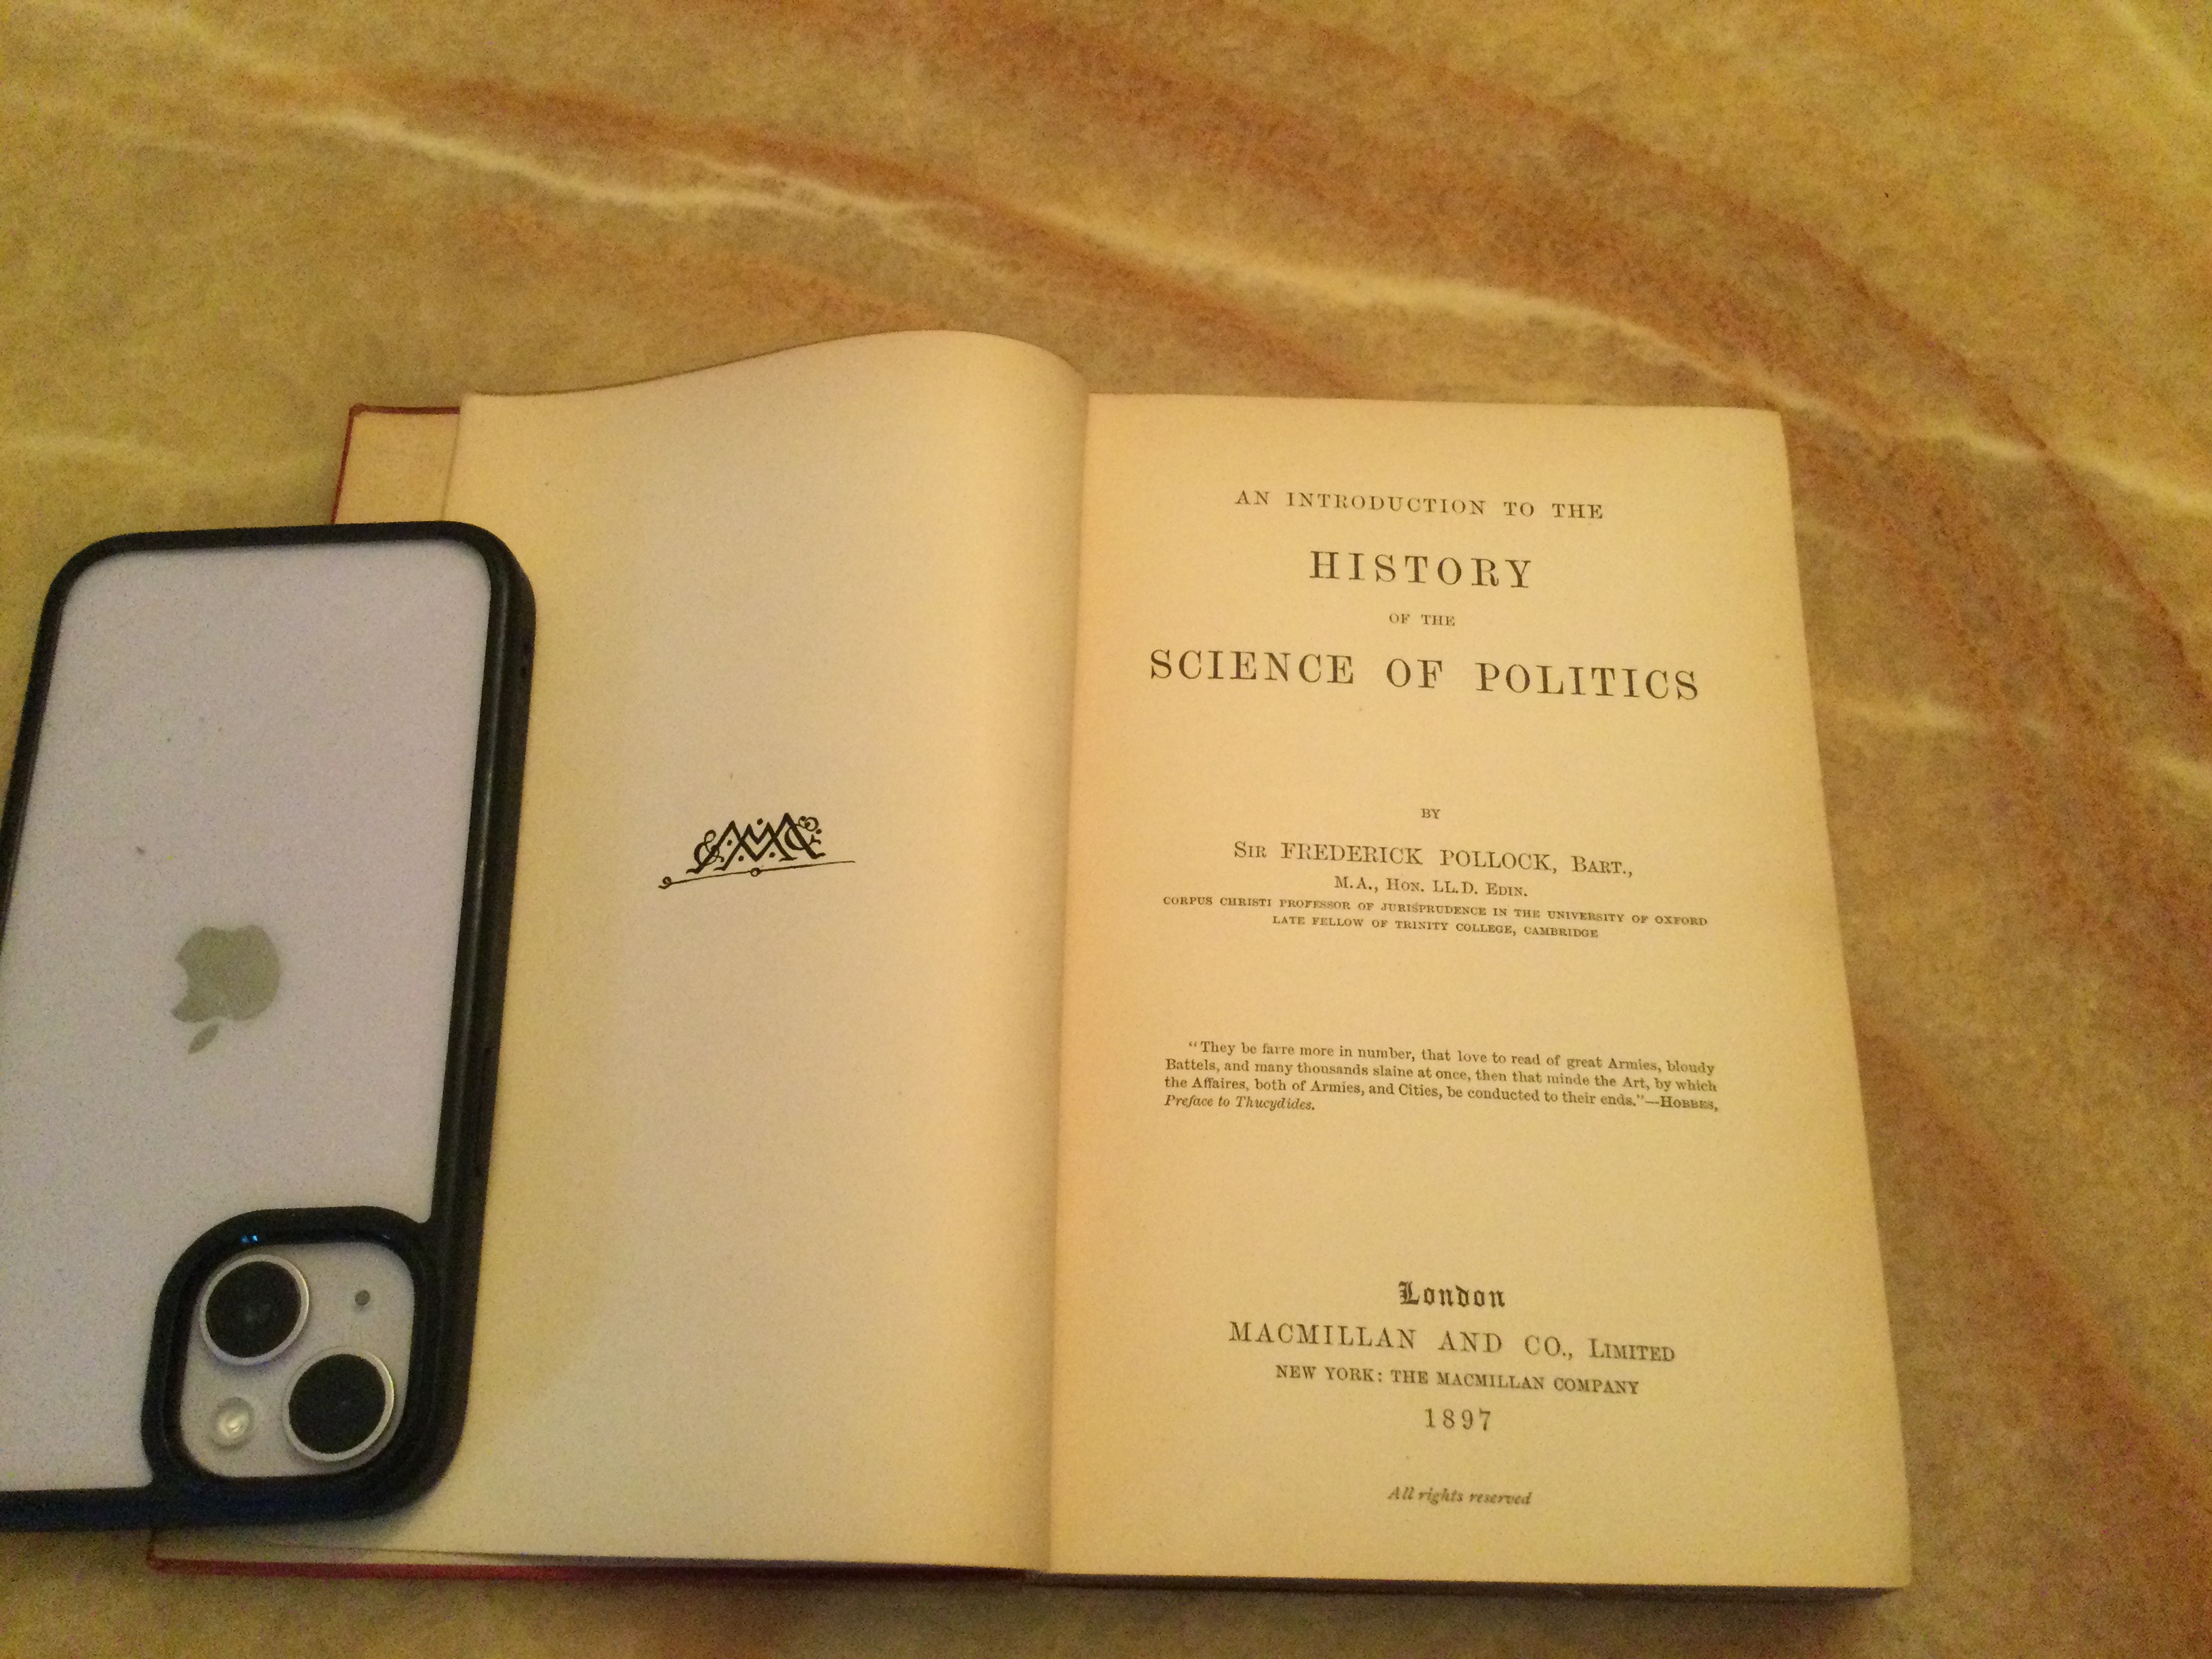 AN INTRODUCTION TO THE
HISTORY
OF THE
SCIENCE OF POLITICS
BY
SIR FREDERICK POLLOCK, BART.,
M.A., HON. LL.D. EDIN.
CORPUS CHRISTI PROFESSOR OF JURISPRUDENCE IN THE UNIVERSITY OF OXFORD
LATE FELLOW OF TRINITY COLLEGE, CAMBRIDGE
“They be farre more in number, that love to read of great Armies, bloudy
Battels, and many thousands slaine at once, then that minde the Art, by which
the Affaires, both of Armies, and Cities, be conducted to their ends.”—HOBBES,
Preface to Thucydides.
London
MACMILLAN AND CO., LIMITED
NEW YORK: THE MACMILLAN COMPANY
1897
All rights reserved